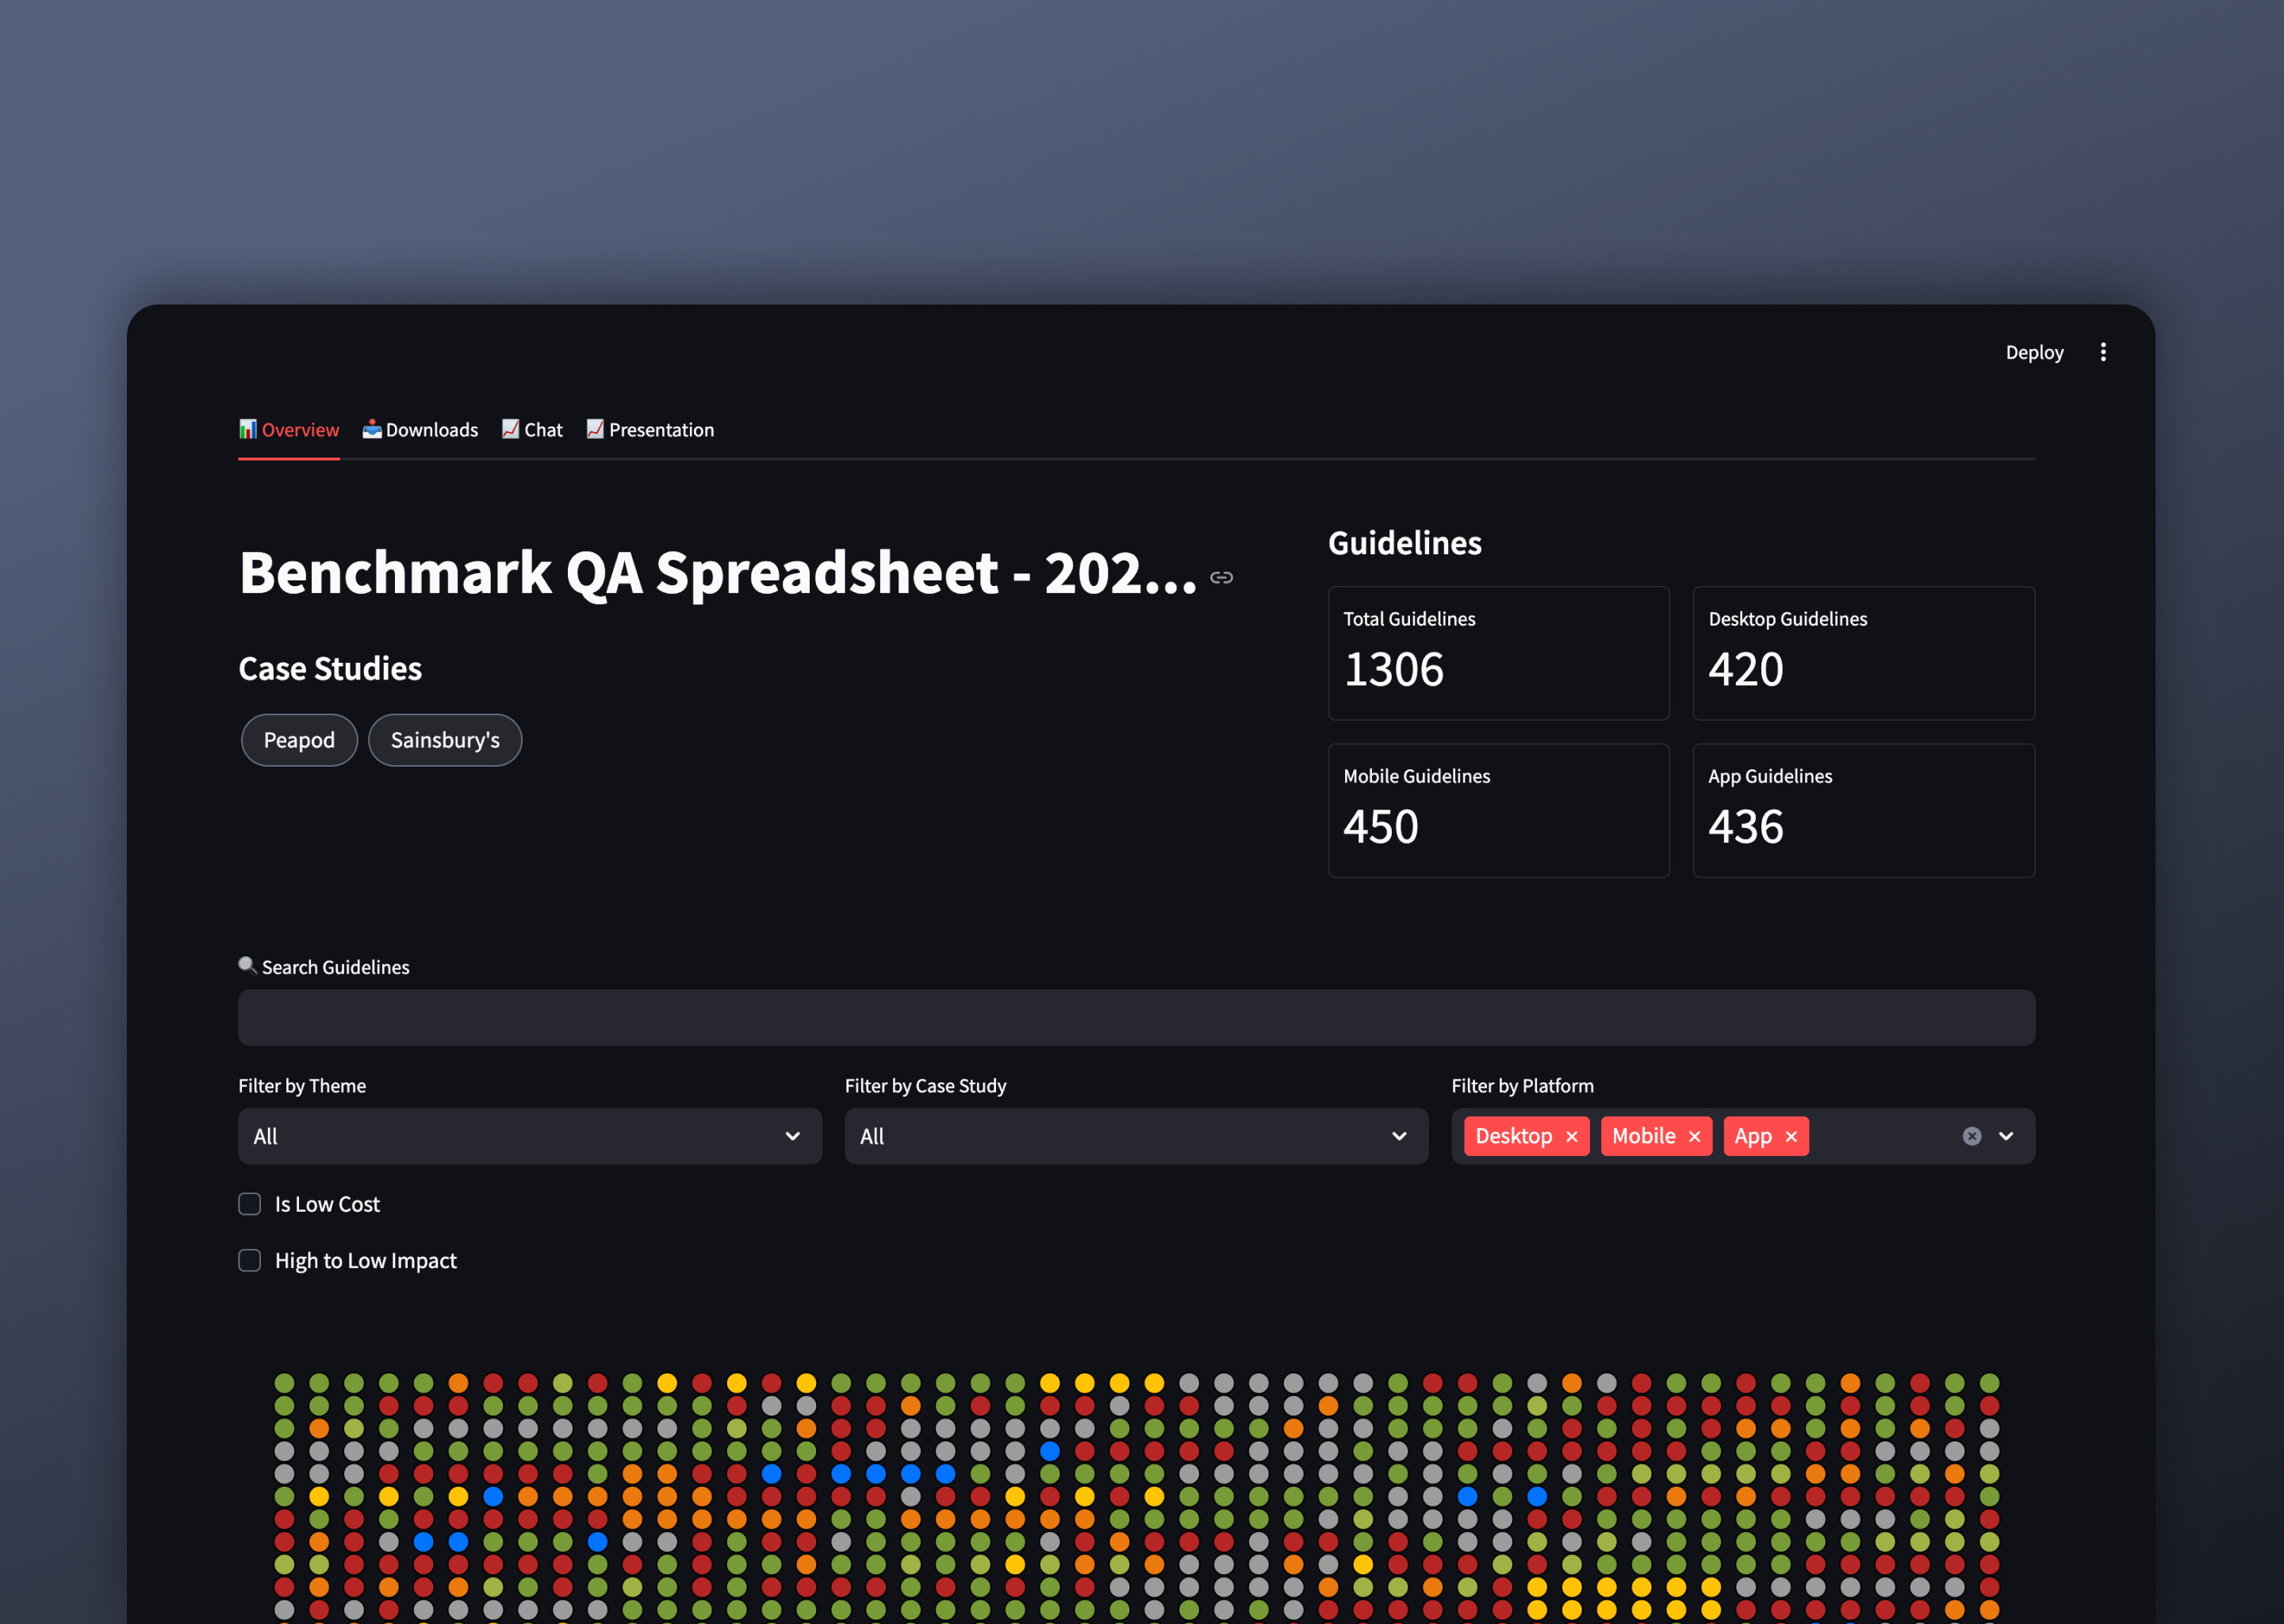 Deploy
Overview Downloads Chat Presentation
Benchmark QA Spreadsheet - 202...
Case Studies
Peapod Sainsbury's
Guidelines
Total Guidelines
1306
Desktop Guidelines
420
Mobile Guidelines
450
App Guidelines
436
Search Guidelines
Filter by Theme
All
Filter by Case Study
All
Filter by Platform
Desktop × Mobile × App ×
Is Low Cost
High to Low Impact